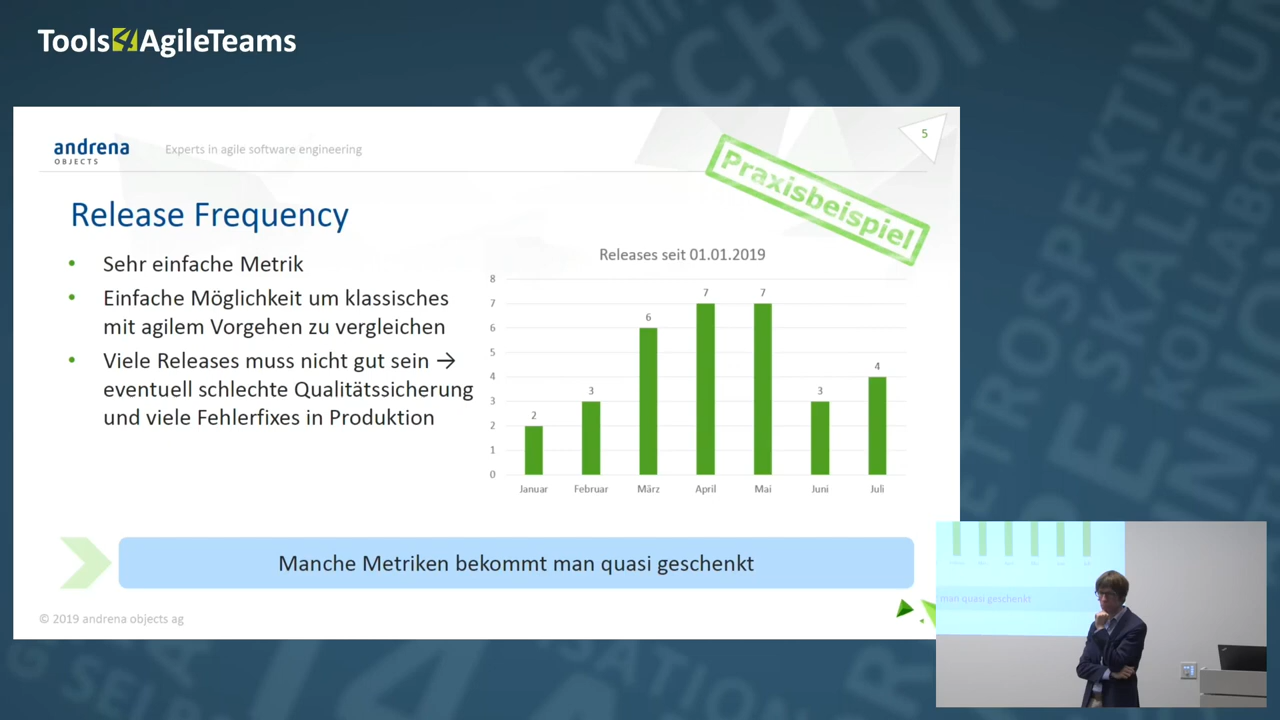 Tools4AgileTeams
andrena
OBJECTS
Experts in agile software engineering
5
Praxisbeispiel
Release Frequency
• Sehr einfache Metrik
• Einfache Möglichkeit um klassisches
mit agilem Vorgehen zu vergleichen
• Viele Releases muss nicht gut sein →
eventuell schlechte Qualitätssicherung
und viele Fehlerfixes in Produktion
Releases seit 01.01.2019
8
7
6
5
4
3
2
1
0
2
3
6
7
7
3
4
Januar Februar März April Mai Juni Juli
Manche Metriken bekommt man quasi geschenkt
© 2019 andrena objects ag
man quasi geschenkt